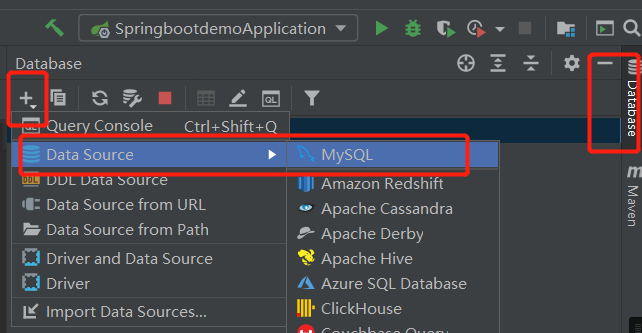 SpringbootdemoApplication
Database
Query Console Ctrl+Shift+Q
Data Source
DDL Data Source
Data Source from URL
Data Source from Path
Driver and Data Source
Driver
Import Data Sources...
MySQL
Amazon Redshift
Apache Cassandra
Apache Derby
Apache Hive
Azure SQL Database
ClickHouse
Couchbase Query
Database
Maven